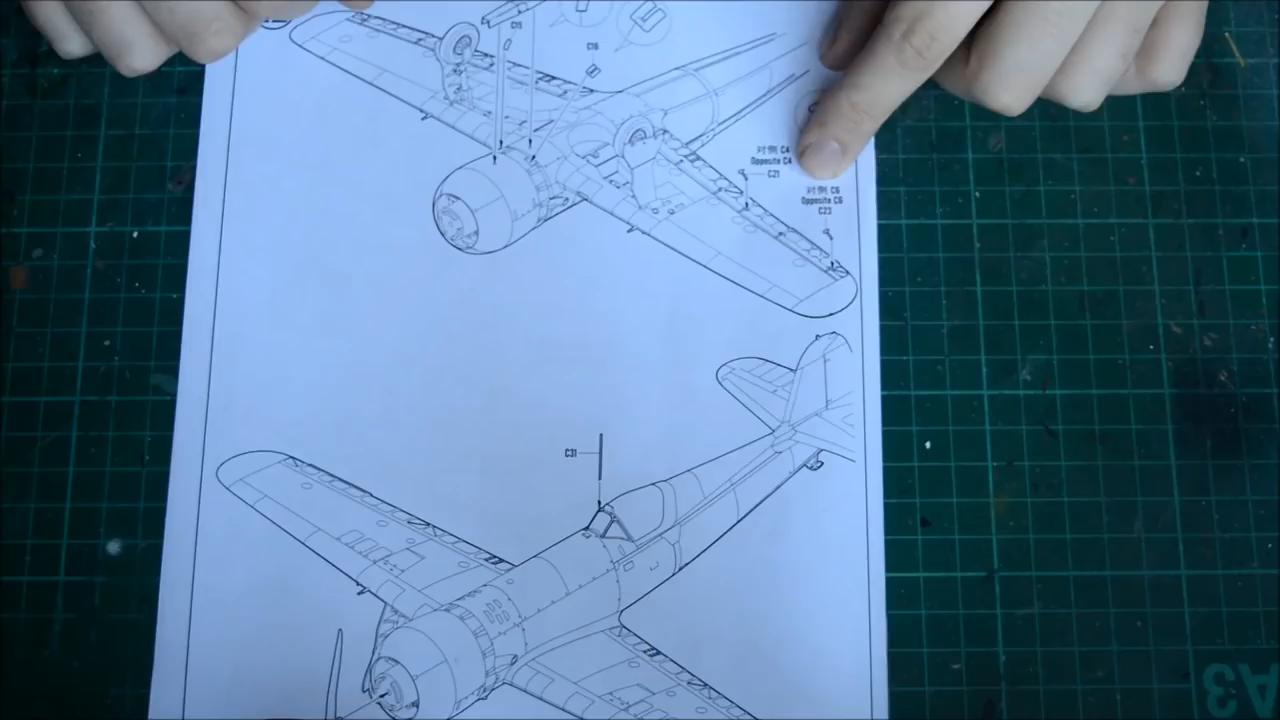 C15
C16
对侧 C4
Opposite C4
C21
对侧 C6
Opposite C6
C23
C31
A3